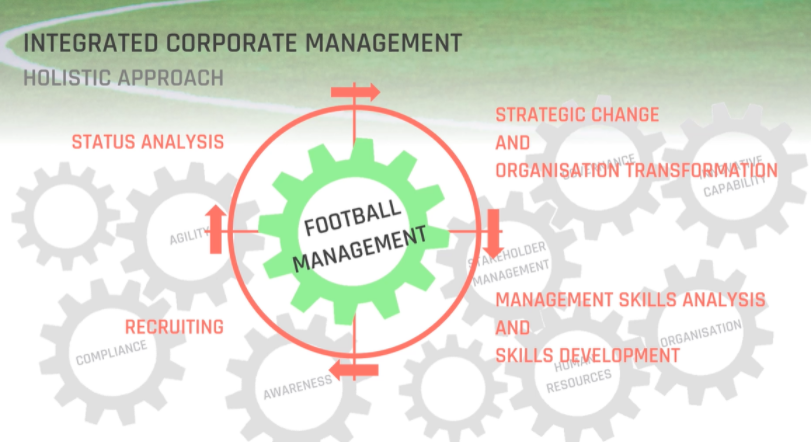 INTEGRATED CORPORATE MANAGEMENT
HOLISTIC APPROACH
STATUS ANALYSIS
STRATEGIC CHANGE
AND
ORGANISATION TRANSFORMATION
CAPABILITY
AGILITY
FOOTBALL
MANAGEMENT
STAKEHOLDER
MANAGEMENT
MANAGEMENT SKILLS ANALYSIS
AND
SKILLS DEVELOPMENT
RECRUITING
COMPLIANCE
ORGANISATION
AWARENESS
HUMAN
RESOURCES